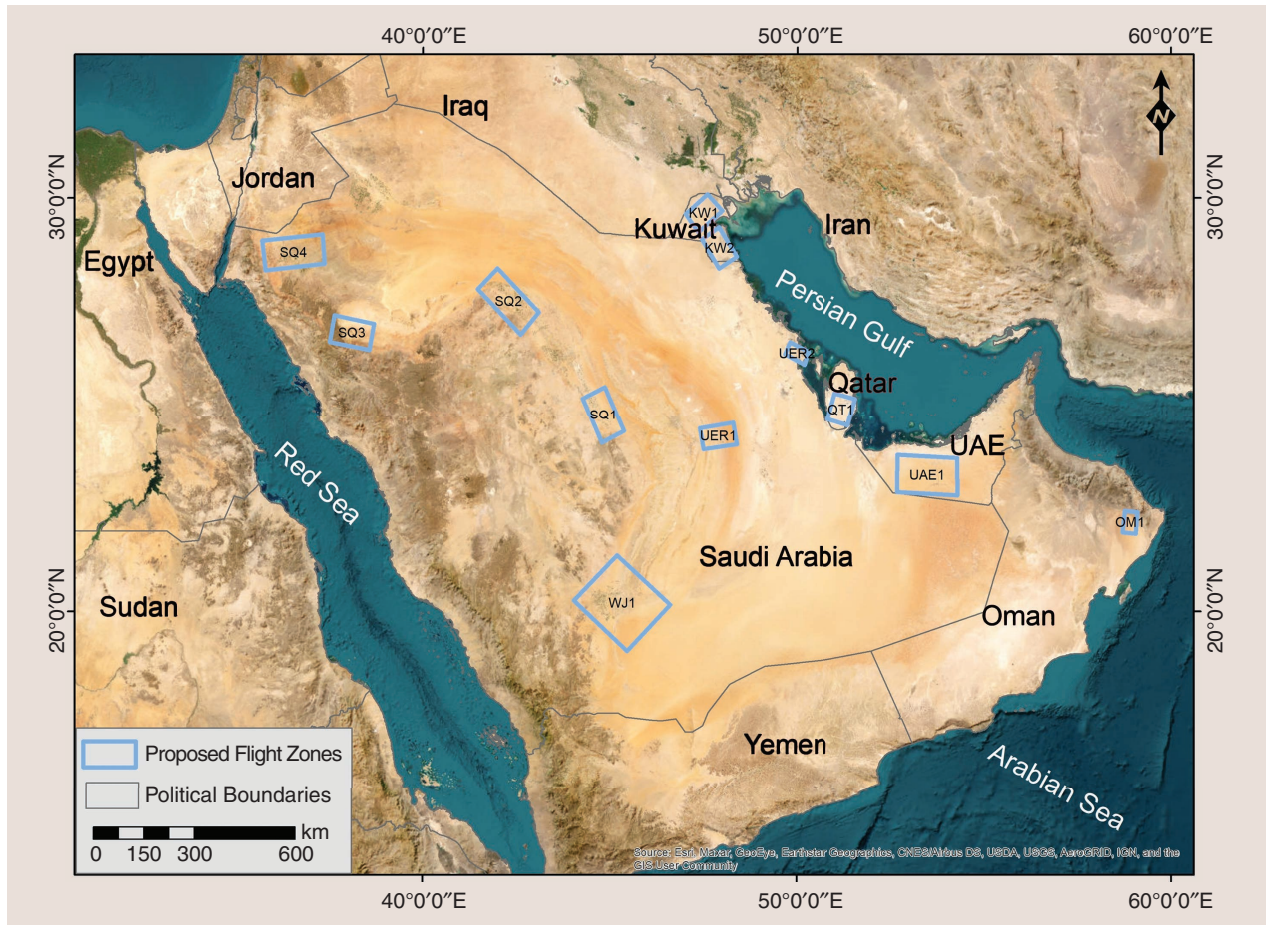 40°0′0″E
50°0′0″E
60°0′0″E
N
Iraq
Jordan
30°0′0″N
30°0′0″N
KW1
Kuwait
KW2
Iran
Egypt
SQ4
SQ2
Persian Gulf
SQ3
UER2
Qatar
QT1
SQ1
UER1
UAE
UAE1
Red Sea
OM1
Saudi Arabia
WJ1
Sudan
Oman
20°0′0″N
20°0′0″N
Yemen
Arabian Sea
Proposed Flight Zones
Political Boundaries
km
0 150 300 600
Source: Esri, Maxar, GeoEye, Earthstar Geographics, CNES/Airbus DS, USDA, USGS, AeroGRID, IGN, and the
GIS User Community
40°0′0″E
50°0′0″E
60°0′0″E